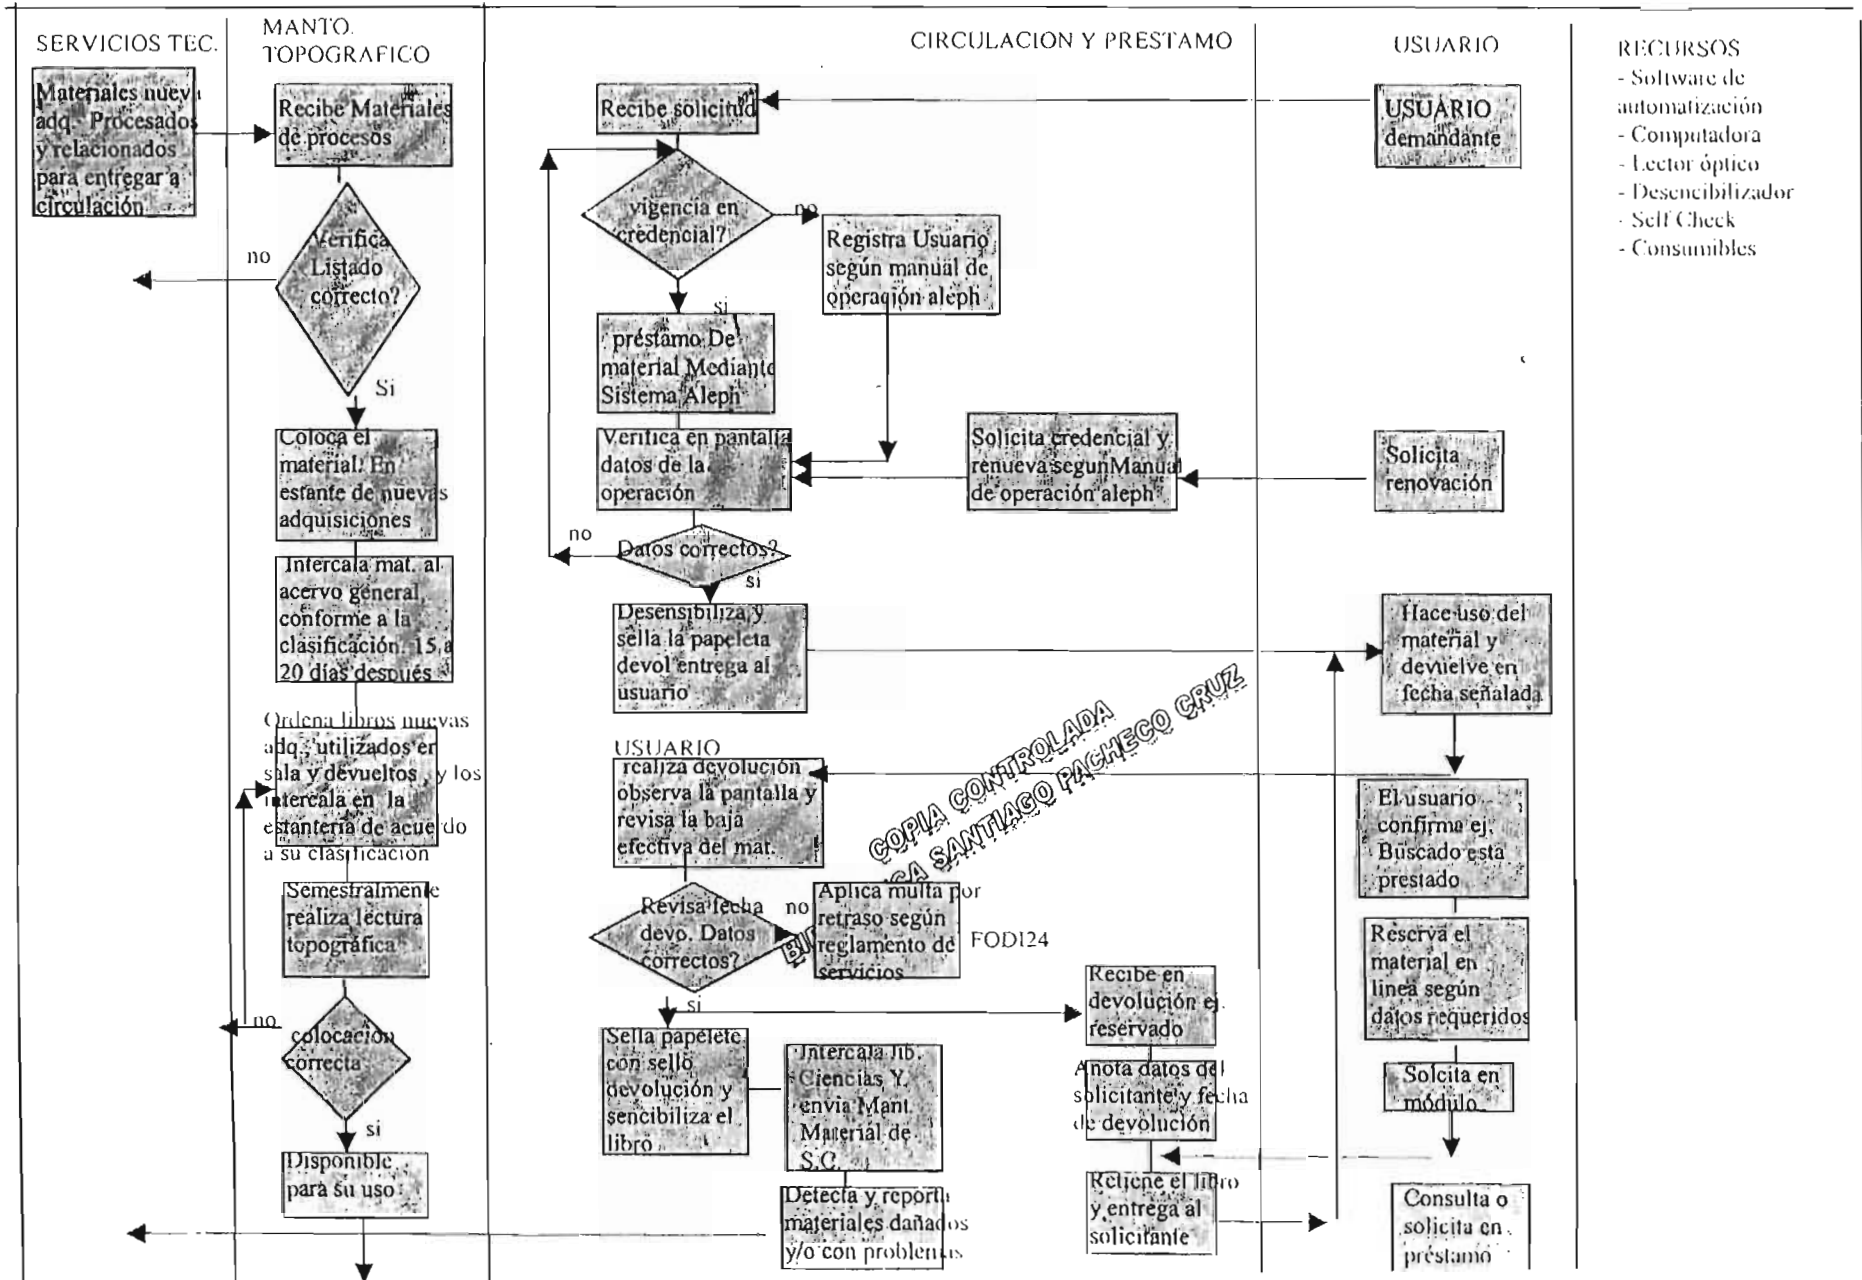 SERVICIOS TEC.
Materiales nuev
adq. Procesados
y relacionados
para entregar a
circulación
MANTO.
TOPOGRAFICO
Recibe Materiales
de procesos
Verifica
Listado
correcto?
no
Si
Coloca el
material. En
estante de nuevas
adquisiciones
Intercala mat. al
acervo general,
conforme a la
clasificación. 15 a
20 días después
Ordena libros nuevas
adq., utilizados en
sala y devueltos , y los
intercala en la
estantería de acuerdo
a su clasificación
Semestralmente
realiza lectura
topográfica
no
colocación
correcta
si
Disponible
para su uso
CIRCULACION Y PRESTAMO
Recibe solicitud
vigencia en
credencial?
no
Registra Usuario
según manual de
operación aleph
si
préstamo De
material Mediante
Sistema Aleph
Verifica en pantalla
datos de la
operación
Solicita credencial y
renueva segunManual
de operación aleph
no
Datos correctos?
si
Desensibiliza y
sella la papeleta
devol entrega al
usuario
USUARIO
realiza devolución
observa la pantalla y
revisa la baja
efectiva del mat.
Revisa fecha
devo. Datos
correctos?
no
Aplica multa por
retraso según
reglamento de
servicios
FODI24
si
Sella papelete
con sello
devolución y
sencibiliza el
libro
Intercala lib.
Ciencias Y.
envia Mant.
Material de
S.C.
Detecta y reporta
materiales dañados
y/o con problemas
Recibe en
devolución ej.
reservado
Anota datos del
solicitante y fecha
de devolución
Retiene el libro
y entrega al
solicitante
COPIA CONTROLADA
SANTIAGO PACHECO CRUZ
USUARIO
USUARIO
demandante
Solicita
renovación
Hace uso del
material y
devuelve en
fecha señalada
El usuario
confirma ej.
Buscado esta
prestado
Reserva el
material en
linea según
datos requeridos
Solcita en
módulo
Consulta o
solicita en
préstamo
RECURSOS
- Software de
automatización
- Computadora
- Lector óptico
- Desencibilizador
- Self Check
- Consumibles